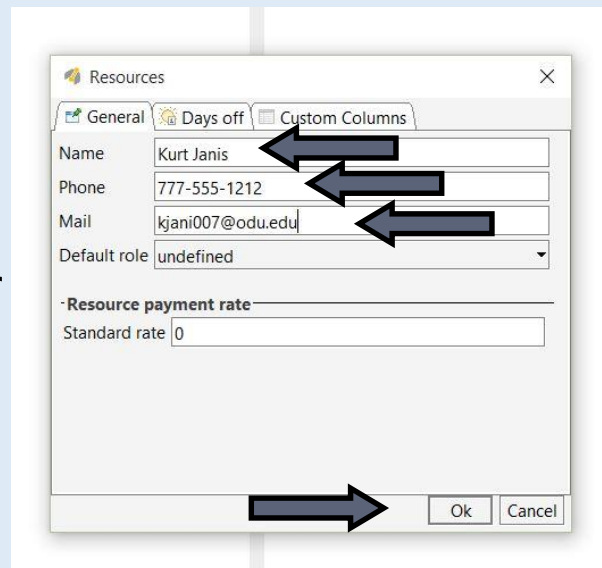 Resources
General Days off Custom Columns
Name Kurt Janis
Phone 777-555-1212
Mail kjani007@odu.edu
Default role undefined
Resource payment rate
Standard rate 0
Ok Cancel